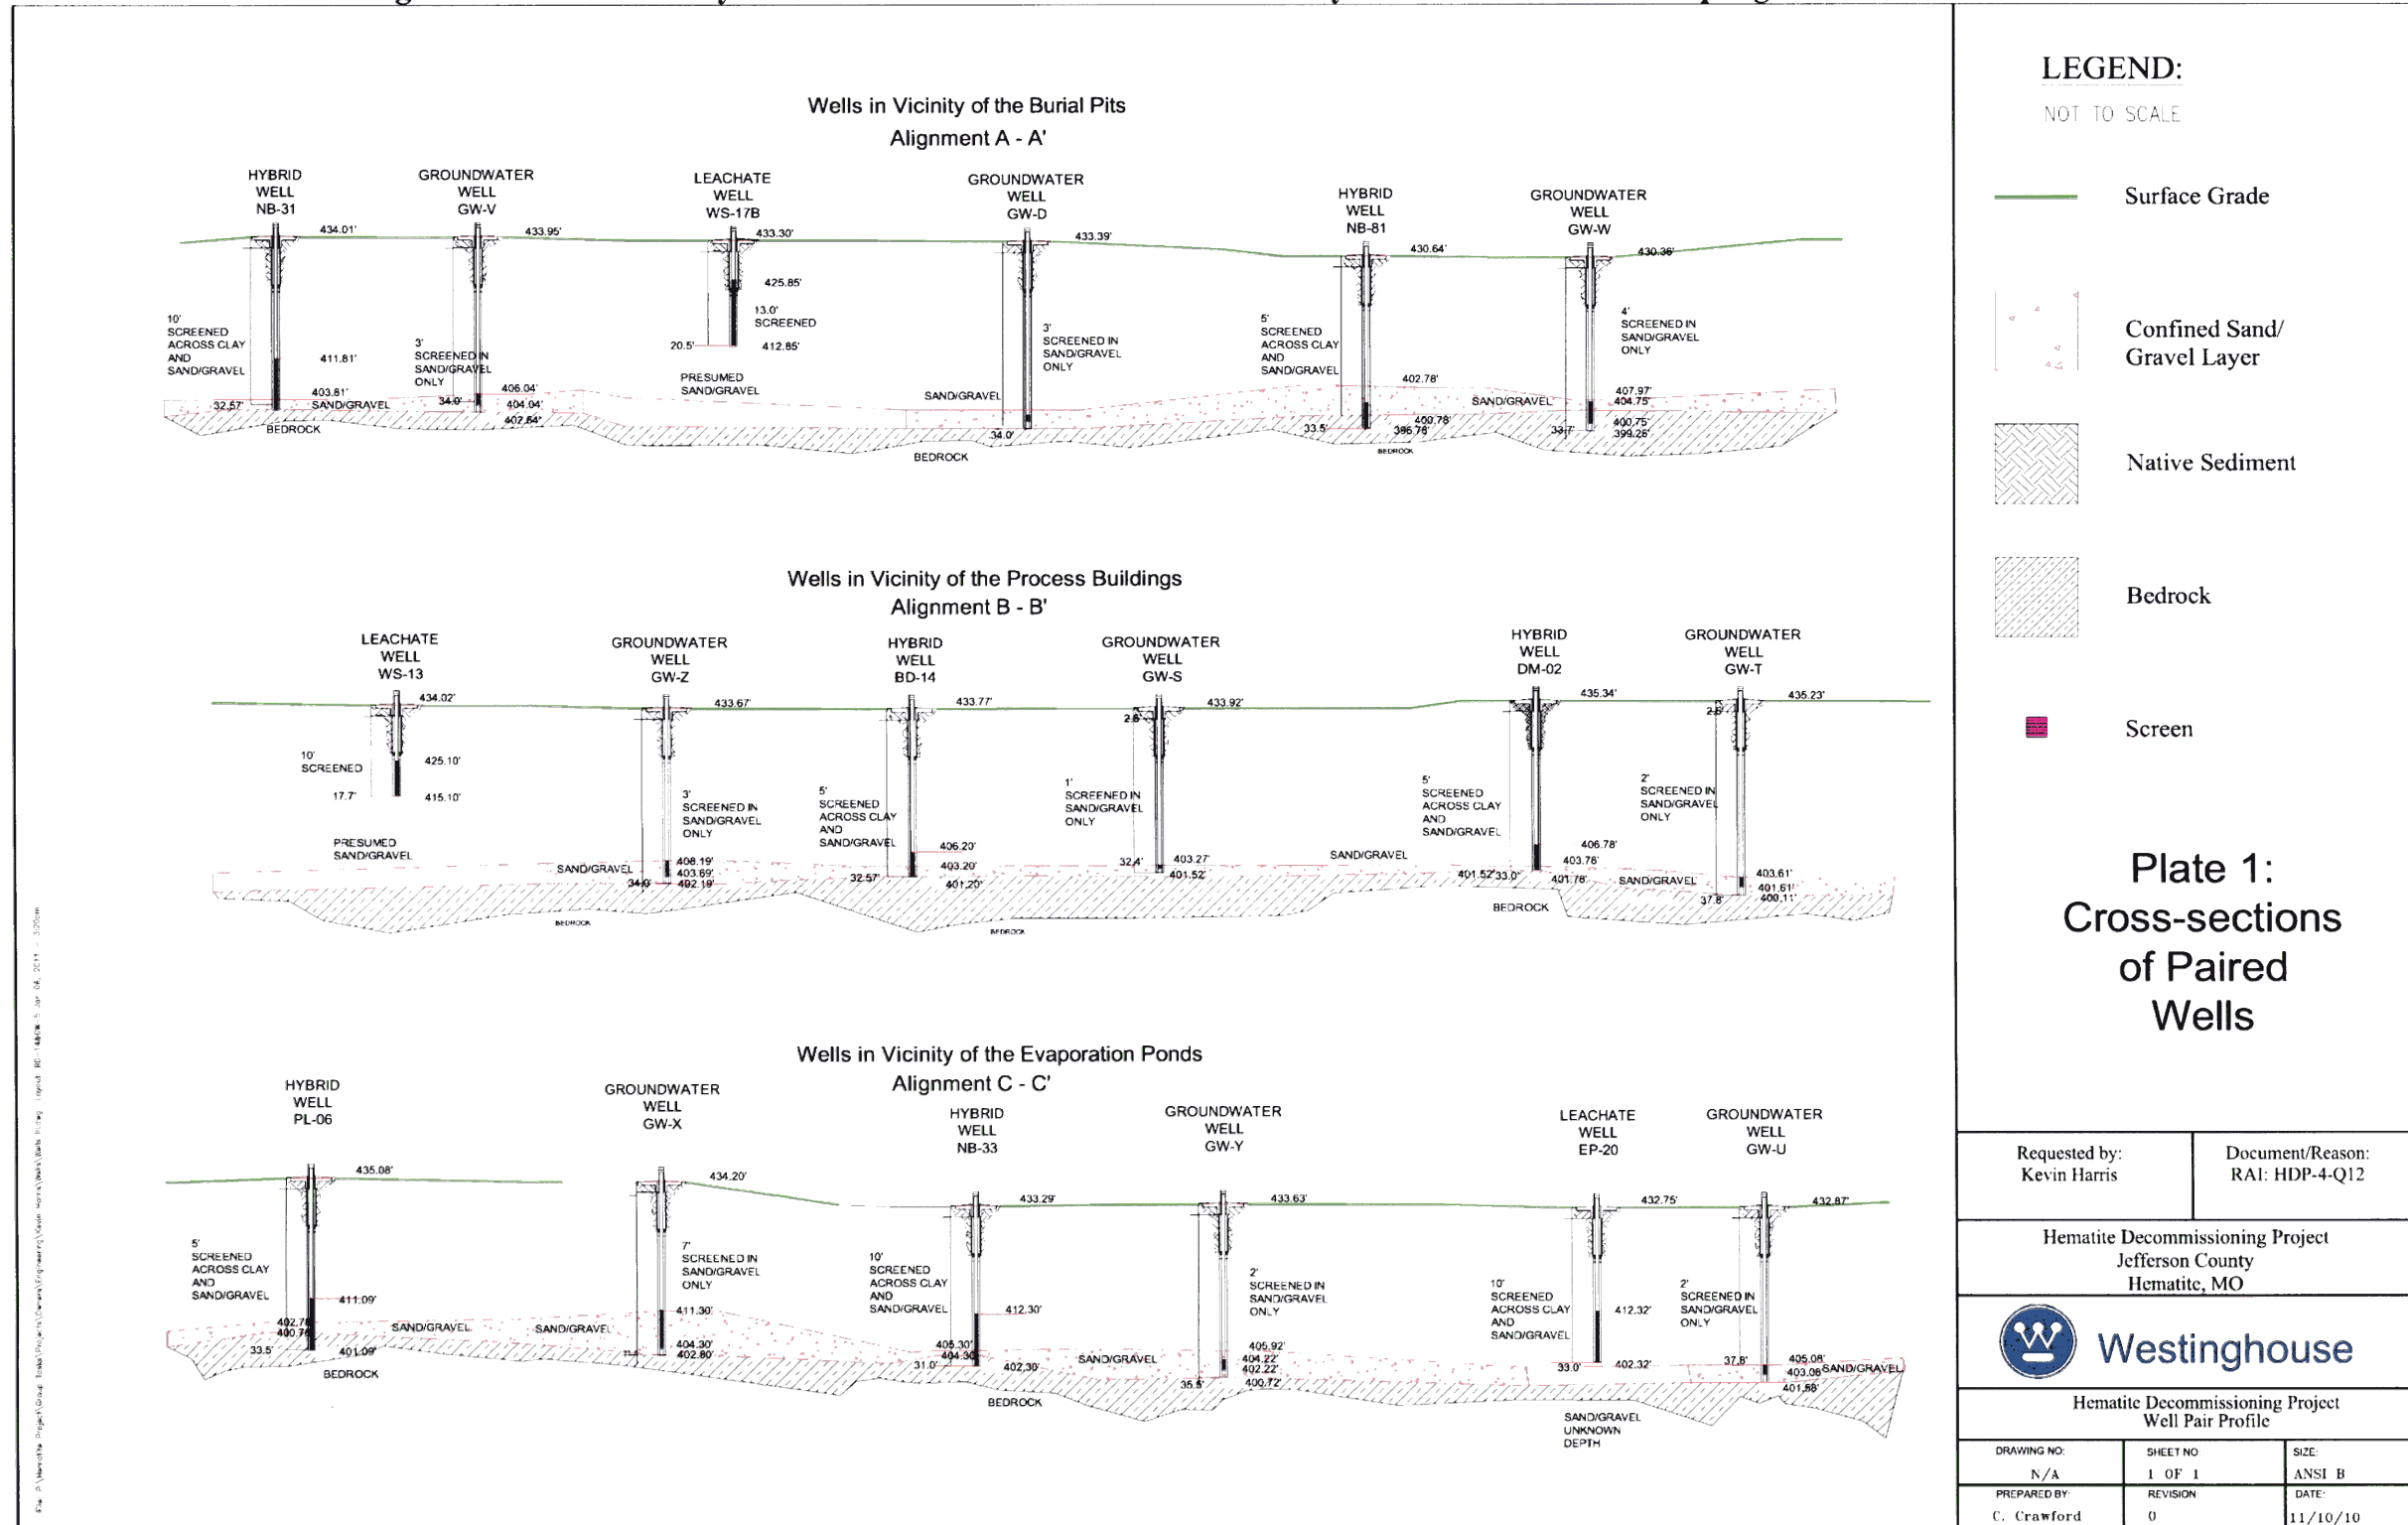 Wells in Vicinity of the Burial Pits
Alignment A - A'
HYBRID
WELL
NB-31
GROUNDWATER
WELL
GW-V
LEACHATE
WELL
WS-17B
GROUNDWATER
WELL
GW-D
HYBRID
WELL
NB-81
GROUNDWATER
WELL
GW-W
434.01'
433.95'
433.30'
433.39'
430.64'
430.36'
10'
SCREENED
ACROSS CLAY
AND
SAND/GRAVEL
411.81'
403.81'
32.57'
SAND/GRAVEL
BEDROCK
3'
SCREENED IN
SAND/GRAVEL
ONLY
406.04'
34.0'
404.04'
402.64'
425.85'
13.0'
SCREENED
20.5'
412.85'
PRESUMED
SAND/GRAVEL
3'
SCREENED IN
SAND/GRAVEL
ONLY
SAND/GRAVEL
34.0'
BEDROCK
5'
SCREENED
ACROSS CLAY
AND
SAND/GRAVEL
402.78'
400.78'
33.5'
396.78'
BEDROCK
4'
SCREENED IN
SAND/GRAVEL
ONLY
SAND/GRAVEL
407.97'
404.75'
400.75'
33.7'
399.25'
Wells in Vicinity of the Process Buildings
Alignment B - B'
LEACHATE
WELL
WS-13
GROUNDWATER
WELL
GW-Z
HYBRID
WELL
BD-14
GROUNDWATER
WELL
GW-S
HYBRID
WELL
DM-02
GROUNDWATER
WELL
GW-T
434.02'
433.67'
433.77'
433.92'
435.34'
435.23'
10'
SCREENED
425.10'
17.7'
415.10'
PRESUMED
SAND/GRAVEL
3'
SCREENED IN
SAND/GRAVEL
ONLY
SAND/GRAVEL
408.19'
403.69'
34.0'
402.19'
BEDROCK
5'
SCREENED
ACROSS CLAY
AND
SAND/GRAVEL
406.20'
403.20'
32.57'
401.20'
BEDROCK
2.6'
1'
SCREENED IN
SAND/GRAVEL
ONLY
32.4'
403.27'
401.52'
SAND/GRAVEL
5'
SCREENED
ACROSS CLAY
AND
SAND/GRAVEL
406.78'
403.76'
401.52'
33.0'
401.78'
BEDROCK
2'
SCREENED IN
SAND/GRAVEL
ONLY
SAND/GRAVEL
403.61'
401.61'
37.8'
400.11'
Wells in Vicinity of the Evaporation Ponds
Alignment C - C'
HYBRID
WELL
PL-06
GROUNDWATER
WELL
GW-X
HYBRID
WELL
NB-33
GROUNDWATER
WELL
GW-Y
LEACHATE
WELL
EP-20
GROUNDWATER
WELL
GW-U
435.08'
434.20'
433.29'
433.63'
432.75'
432.87'
5'
SCREENED
ACROSS CLAY
AND
SAND/GRAVEL
411.09'
33.5'
401.09'
SAND/GRAVEL
BEDROCK
7'
SCREENED IN
SAND/GRAVEL
ONLY
SAND/GRAVEL
411.30'
404.30'
402.80'
10'
SCREENED
ACROSS CLAY
AND
SAND/GRAVEL
412.30'
405.30'
404.30'
31.0'
402.30'
SAND/GRAVEL
BEDROCK
2'
SCREENED IN
SAND/GRAVEL
ONLY
405.92'
404.22'
402.22'
35.5'
400.72'
10'
SCREENED
ACROSS CLAY
AND
SAND/GRAVEL
412.32'
33.0'
402.32'
SAND/GRAVEL
UNKNOWN
DEPTH
2'
SCREENED IN
SAND/GRAVEL
ONLY
37.8'
405.08'
403.08'
SAND/GRAVEL
401.58'
LEGEND:
NOT TO SCALE
Surface Grade
Confined Sand/
Gravel Layer
Native Sediment
Bedrock
Screen
Plate 1:
Cross-sections
of Paired
Wells
Requested by:
Kevin Harris
Document/Reason:
RAI: HDP-4-Q12
Hematite Decommissioning Project
Jefferson County
Hematite, MO
Westinghouse
Hematite Decommissioning Project
Well Pair Profile
DRAWING NO:
N/A
SHEET NO
1 OF 1
SIZE:
ANSI B
PREPARED BY:
C. Crawford
REVISION
0
DATE:
11/10/10